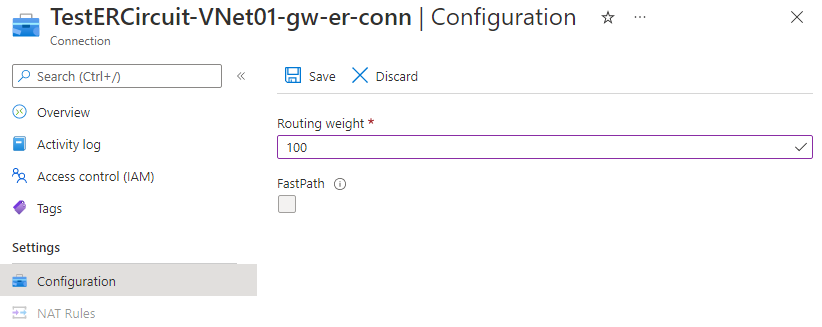 TestERCircuit-VNet01-gw-er-conn | Configuration
Connection
Search (Ctrl+/)
Save
Discard
Overview
Activity log
Access control (IAM)
Tags
Settings
Configuration
NAT Rules
Routing weight *
100
FastPath